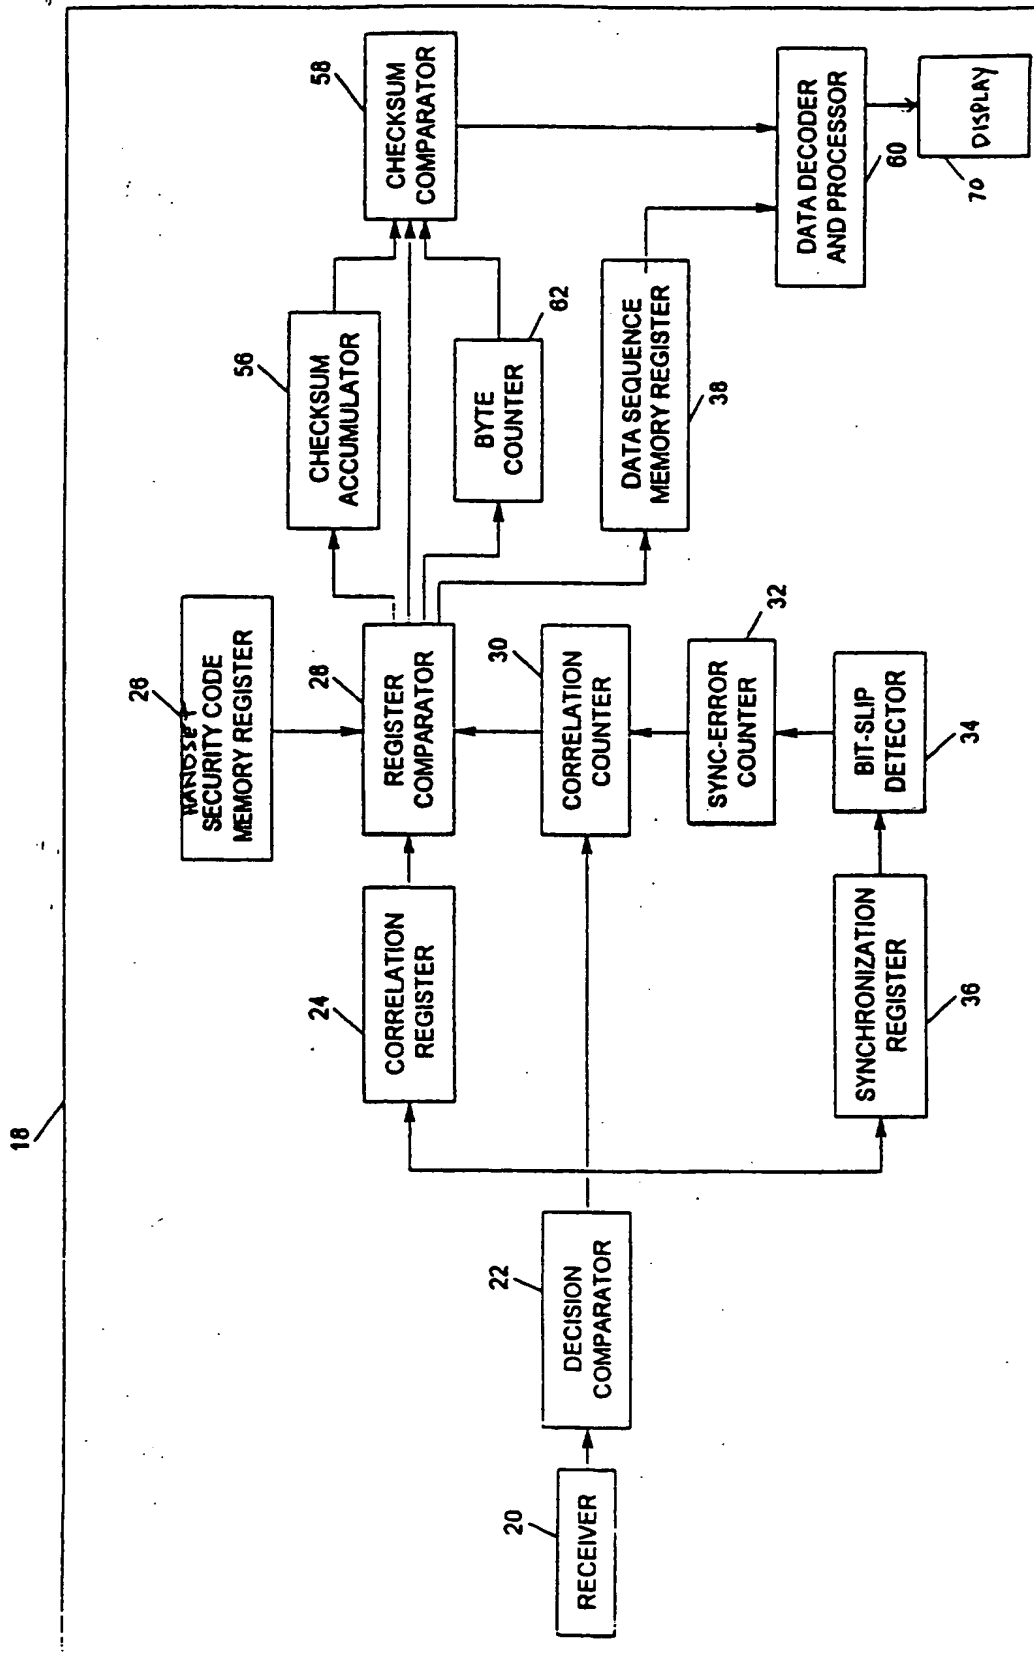 18
26
HANDSET
SECURITY CODE
MEMORY REGISTER
56
CHECKSUM
ACCUMULATOR
58
CHECKSUM
COMPARATOR
24
CORRELATION
REGISTER
28
REGISTER
COMPARATOR
62
BYTE
COUNTER
20
RECEIVER
22
DECISION
COMPARATOR
30
CORRELATION
COUNTER
DATA SEQUENCE
MEMORY REGISTER
38
32
SYNC-ERROR
COUNTER
DATA DECODER
AND PROCESSOR
60
SYNCHRONIZATION
REGISTER
36
BIT-SLIP
DETECTOR
34
DISPLAY
70